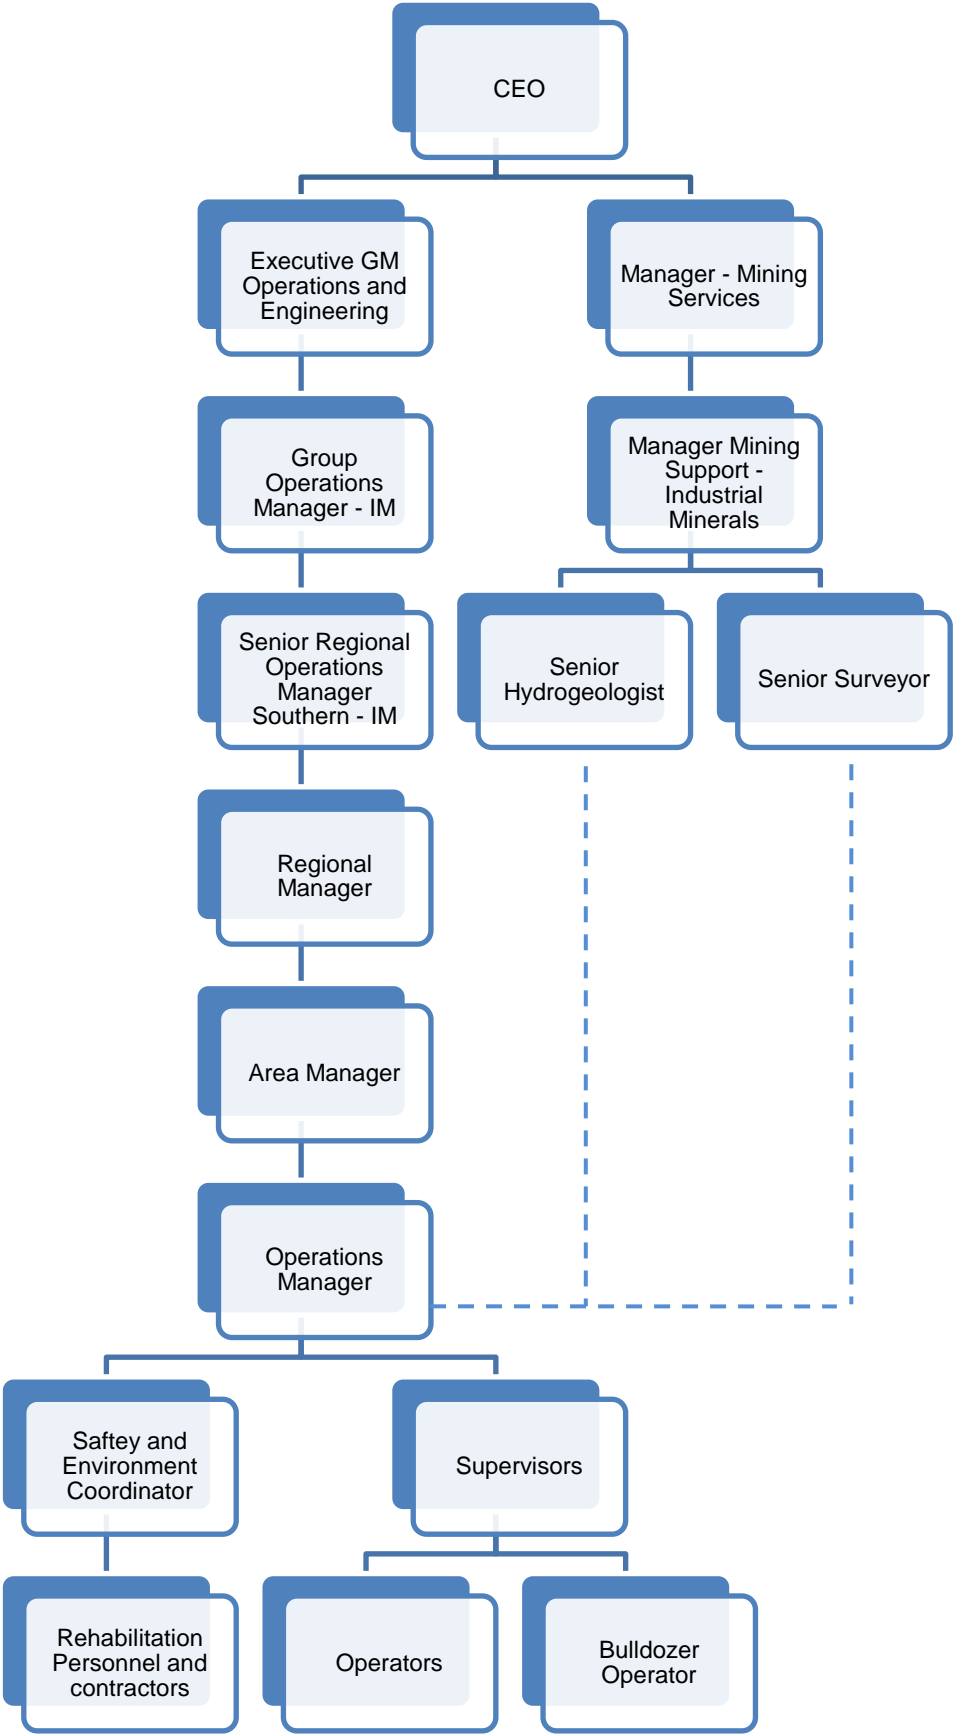 CEO
Executive GM
Operations and
Engineering
Manager - Mining
Services
Group
Operations
Manager - IM
Manager Mining
Support -
Industrial
Minerals
Senior Regional
Operations
Manager
Southern - IM
Senior
Hydrogeologist
Senior Surveyor
Regional
Manager
Area Manager
Operations
Manager
Saftey and
Environment
Coordinator
Supervisors
Rehabilitation
Personnel and
contractors
Operators
Bulldozer
Operator